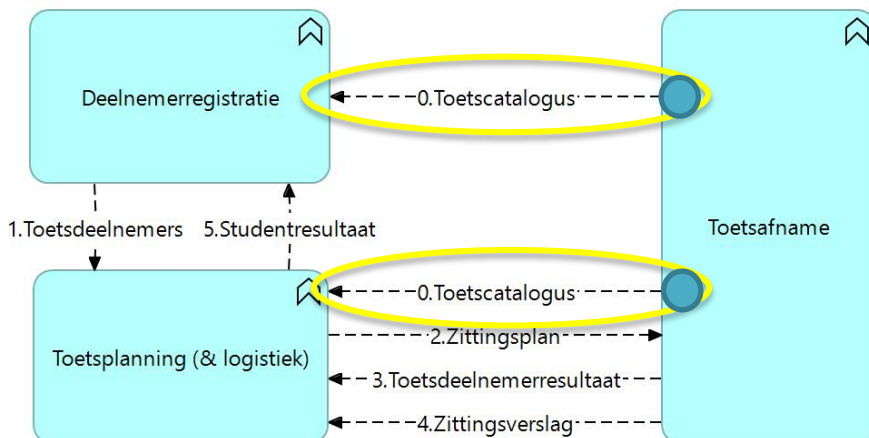 Deelnemerregistratie
0.Toetscatalogus
1.Toetsdeelnemers
5.Studentresultaat
Toetsafname
0.Toetscatalogus
2.Zittingsplan
Toetsplanning (& logistiek)
3.Toetsdeelnemerresultaat
4.Zittingsverslag